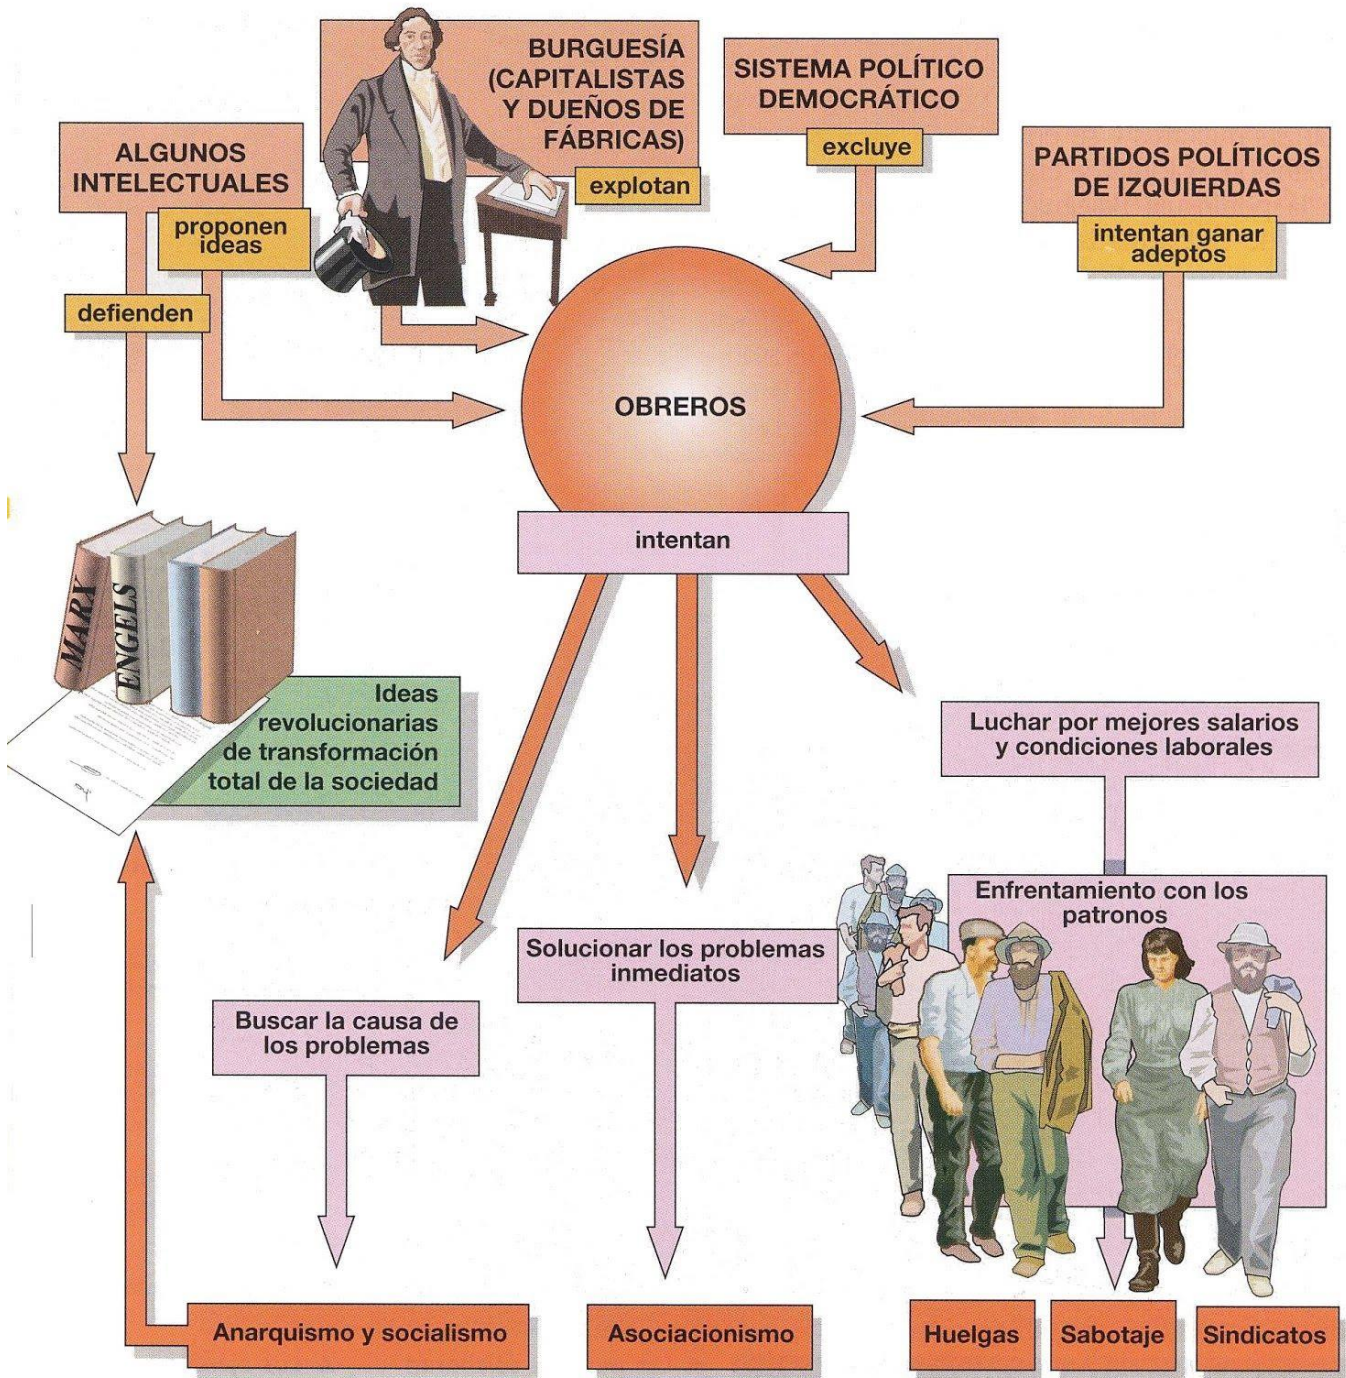 BURGUESÍA
(CAPITALISTAS
Y DUEÑOS DE
FÁBRICAS)
explotan
SISTEMA POLÍTICO
DEMOCRÁTICO
excluye
ALGUNOS
INTELECTUALES
proponen
ideas
defienden
PARTIDOS POLÍTICOS
DE IZQUIERDAS
intentan ganar
adeptos
OBREROS
intentan
MARX
ENGELS
Ideas
revolucionarias
de transformación
total de la sociedad
Luchar por mejores salarios
y condiciones laborales
Enfrentamiento con los
patronos
Solucionar los problemas
inmediatos
Buscar la causa de
los problemas
Anarquismo y socialismo
Asociacionismo
Huelgas
Sabotaje
Sindicatos